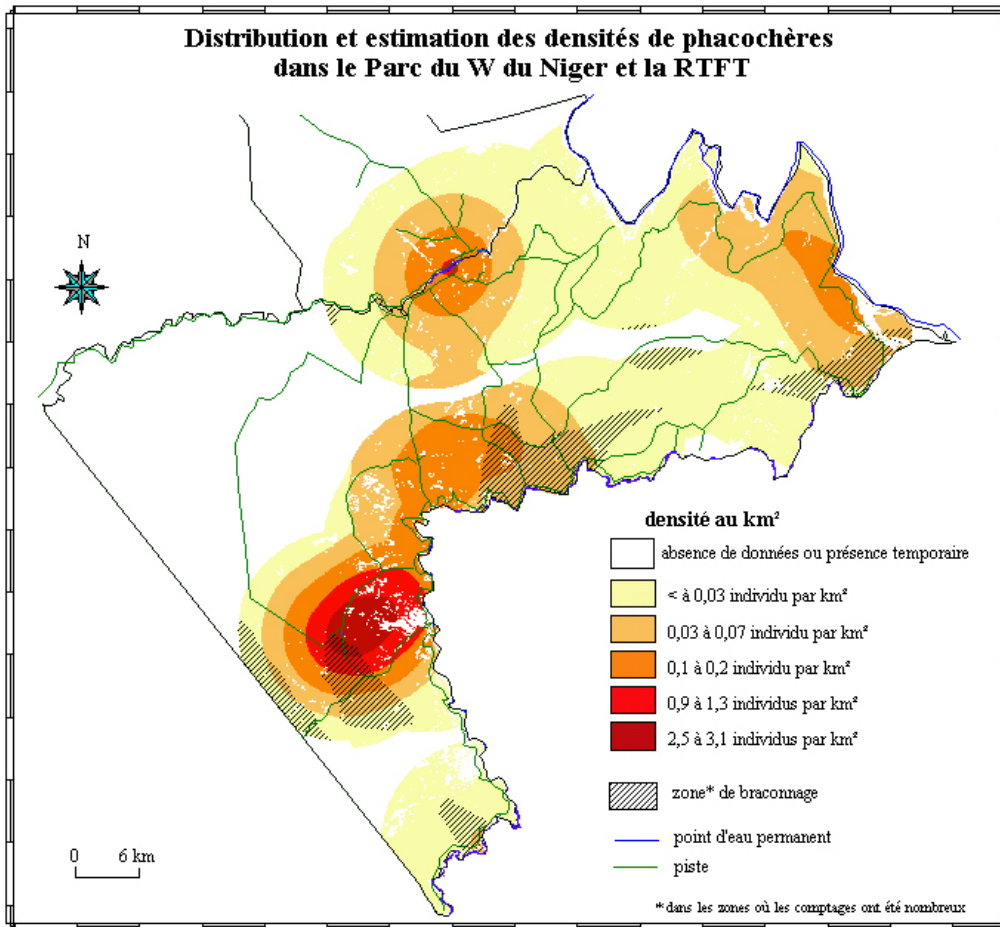 Distribution et estimation des densités de phacochères
dans le Parc du W du Niger et la RTFT
N
densité au km²
absence de données ou présence temporaire
< à 0,03 individu par km²
0,03 à 0,07 individu par km²
0,1 à 0,2 individu par km²
0,9 à 1,3 individus par km²
2,5 à 3,1 individus par km²
zone* de braconnage
point d'eau permanent
piste
0 6 km
* dans les zones où les comptages ont été nombreux